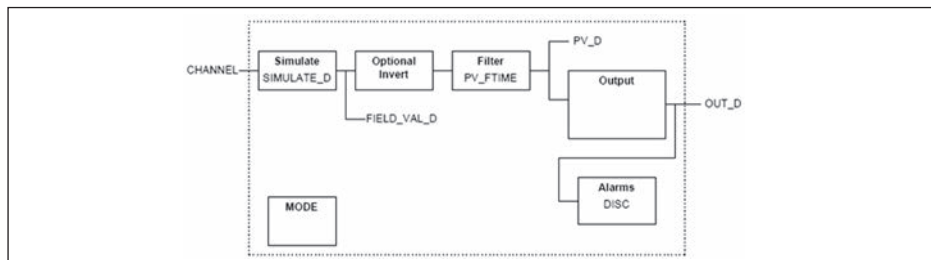 PV_D
Simulate
SIMULATE_D
Optional
Invert
Filter
PV_FTIME
Output
CHANNEL
OUT_D
FIELD_VAL_D
Alarms
DISC
MODE